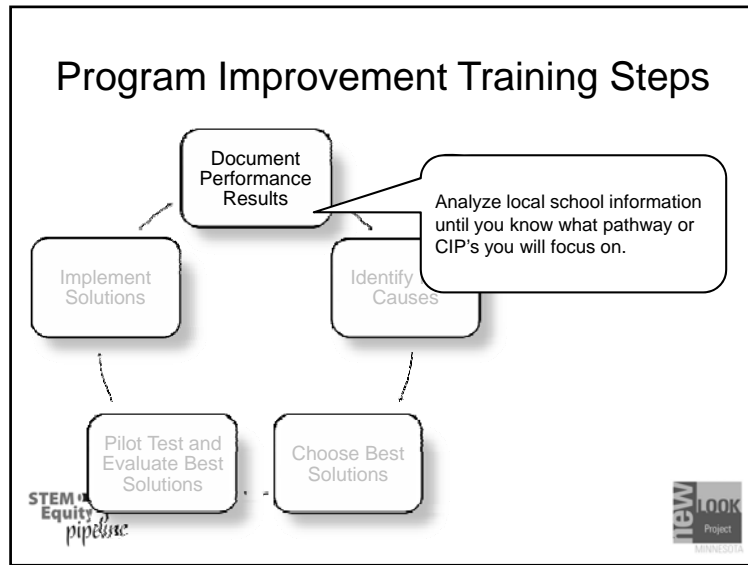 Program Improvement Training Steps
Document
Performance
Results
Analyze local school information
until you know what pathway or
CIP's you will focus on.
Implement
Solutions
Identify
Causes
Pilot Test and
Evaluate Best
Solutions
Choose Best
Solutions
STEM
Equity
pipeline
new
LOOK
Project
MINNESOTA